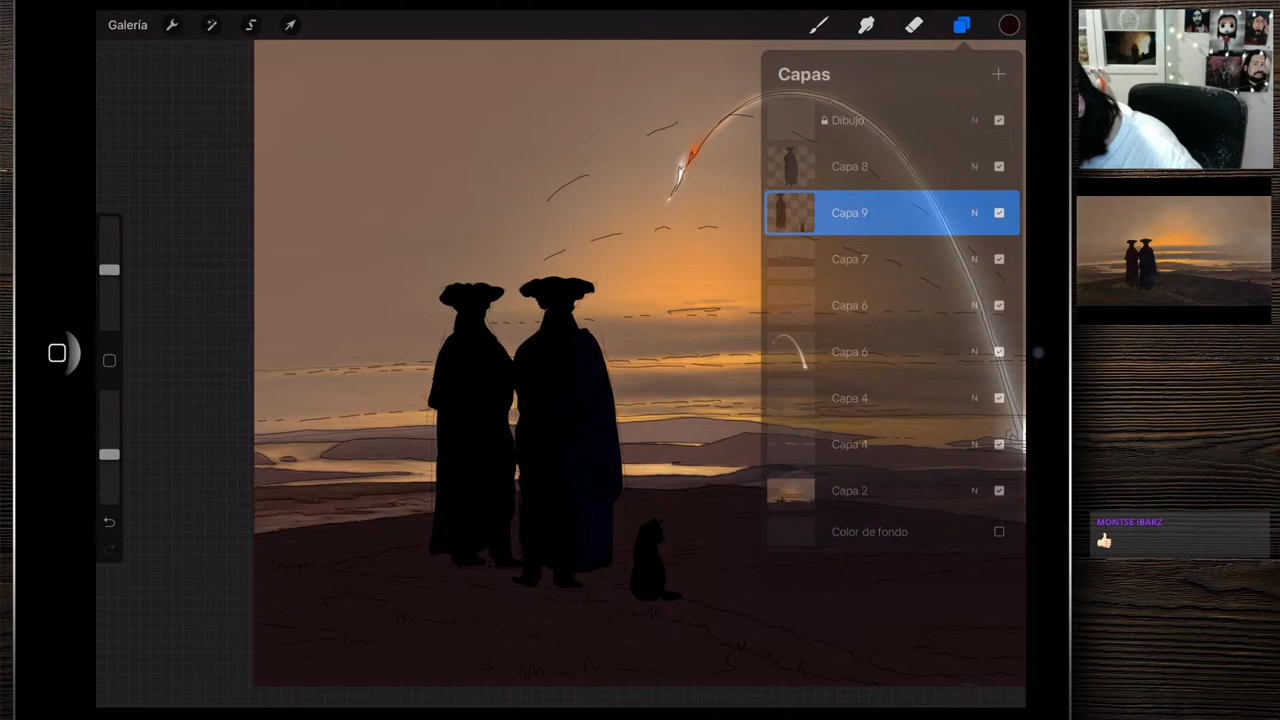 Galería
Capas
Dibujo N
Capa 8 N
Capa 9 N
Capa 7 N
Capa 6 N
Capa 6 N
Capa 4 N
Capa 4 N
Capa 2 N
Color de fondo
MONTSE IBARZ